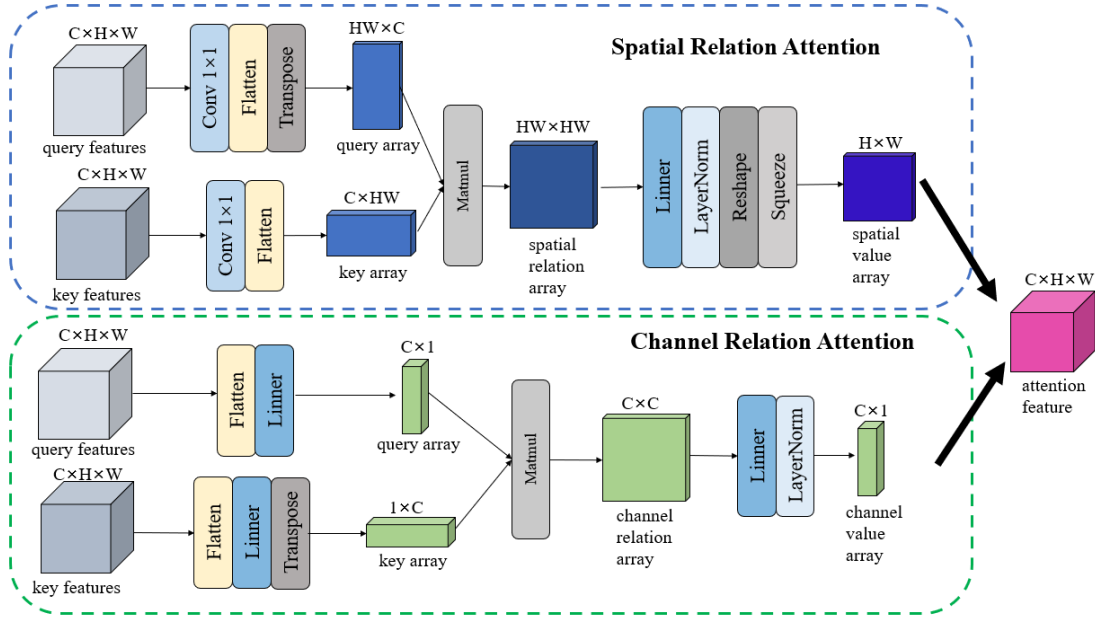 Spatial Relation Attention
C×H×W
query features
Conv 1×1
Flatten
Transpose
HW×C
query array
C×H×W
key features
Conv 1×1
Flatten
C×HW
key array
Matmul
HW×HW
spatial
relation
array
Linner
LayerNorm
Reshape
Squeeze
H×W
spatial
value
array
C×H×W
attention
feature
Channel Relation Attention
C×H×W
query features
Flatten
Linner
C×1
query array
C×H×W
key features
Flatten
Linner
Transpose
1×C
key array
Matmul
C×C
channel
relation
array
Linner
LayerNorm
C×1
channel
value
array